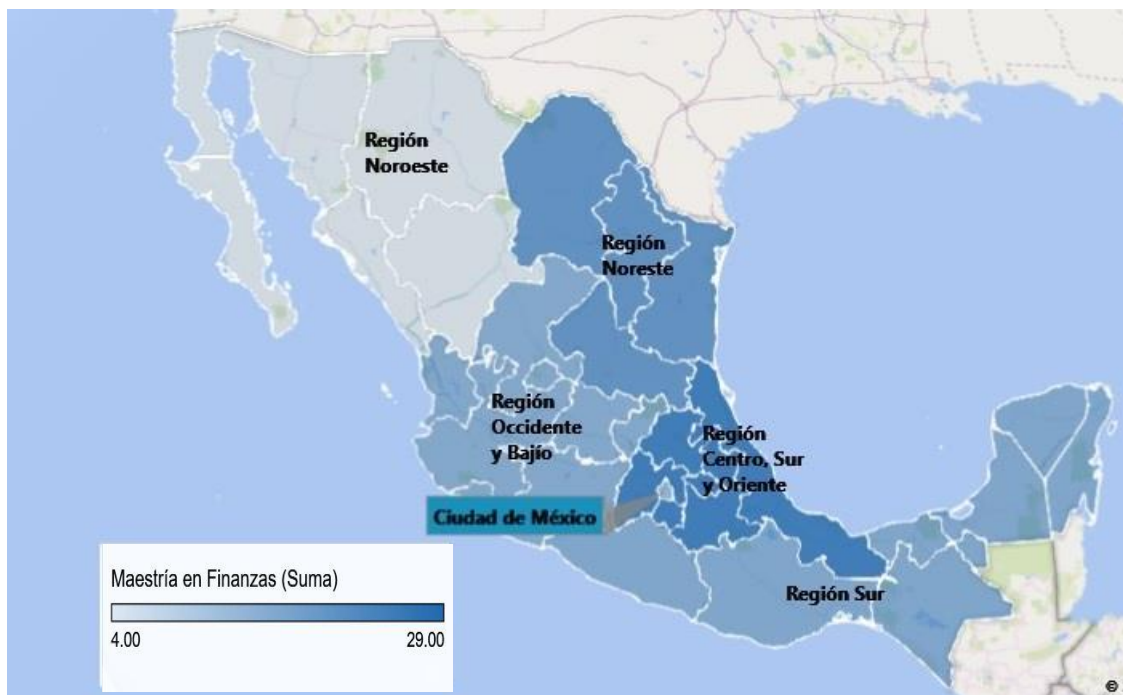 Región
Noroeste
Región
Noreste
Región
Occidente
y Bajío
Región
Centro, Sur
y Oriente
Ciudad de México
Región Sur
Maestría en Finanzas (Suma)
4.00
29.00
©